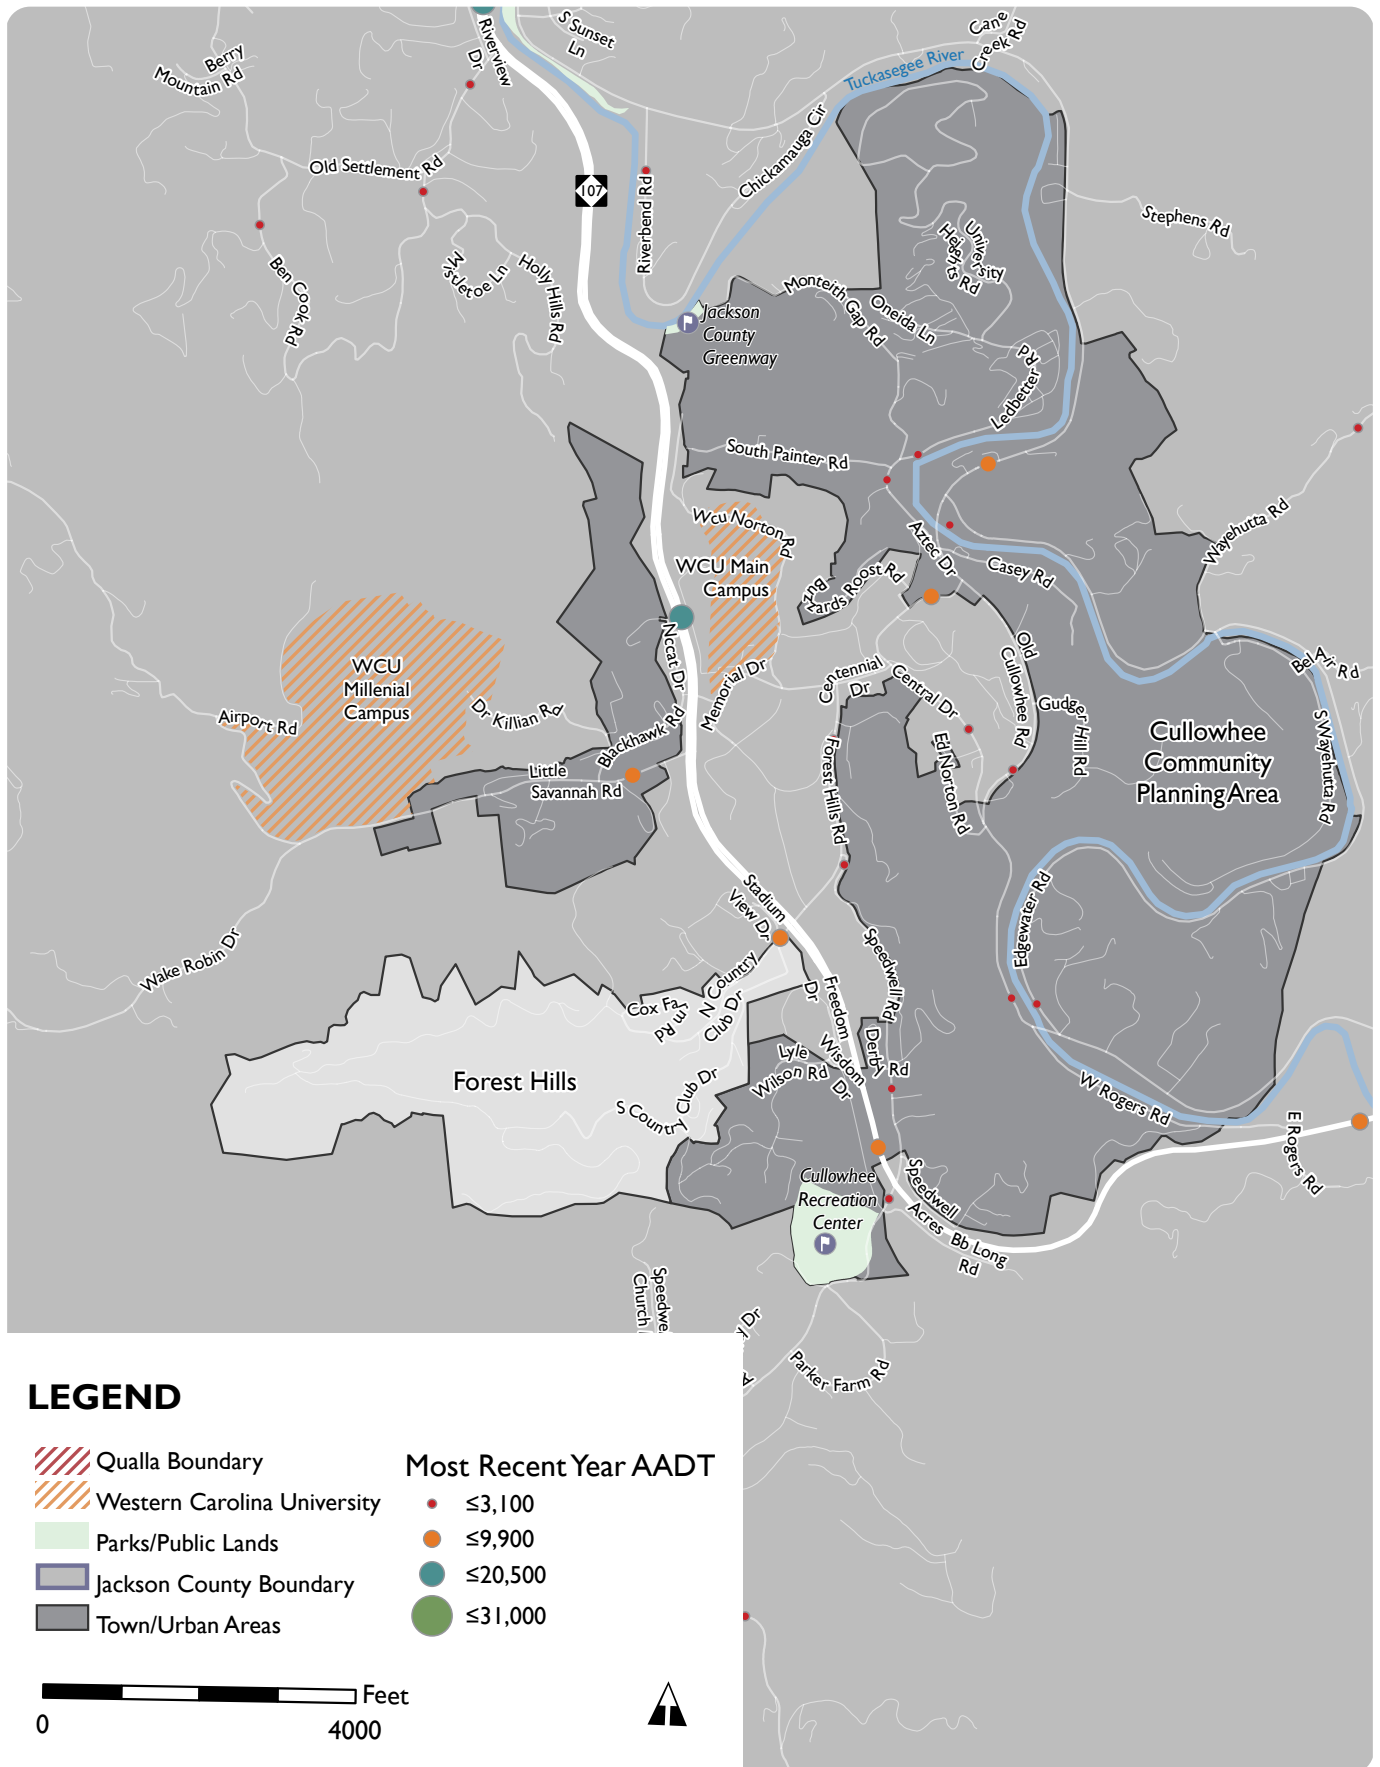 S Sunset
Ln
Riverview
Dr
Cane
Creek Rd
Berry
Mountain Rd
Tuckasegee River
Old Settlement Rd
Chickamauga Cir
107
Riverbend Rd
Stephens Rd
University
Heights Rd
Mistletoe Ln
Holly Hills Rd
Ben Cook Rd
Monteith
Gap Rd
Oneida Ln
Jackson
County
Greenway
Ledbetter
Rd
South Painter Rd
Wcu Norton Rd
Wayehutta Rd
Aztec Dr
WCU Main
Campus
Casey Rd
Buzzards Roost Rd
Nccat Dr
Old
Cullowhee Rd
Bel Air Rd
WCU
Millenial
Campus
Memorial Dr
Centennial
Dr
Central Dr
Gudger Hill Rd
Airport Rd
Dr Killian Rd
Blackhawk Rd
S Wayehutta Rd
Cullowhee
Community
Planning Area
Forest Hills Rd
Ed Norton Rd
Little
Savannah Rd
Stadium
View Dr
Edgewater Rd
Wake Robin Dr
Speedwell Rd
N Country
Club Dr
Cox Farm Rd
Freedom
Dr
Derby
Rd
Wisdom
Dr
Lyle
Wilson Rd
Forest Hills
S Country
Club Dr
W Rogers Rd
E Rogers Rd
Cullowhee
Recreation
Center
Speedwell
Acres
Bb Long
Rd
Speedwe
Church
Dr
Parker Farm Rd
LEGEND
Qualla Boundary
Western Carolina University
Parks/Public Lands
Jackson County Boundary
Town/Urban Areas
Most Recent Year AADT
≤3,100
≤9,900
≤20,500
≤31,000
Feet
0
4000